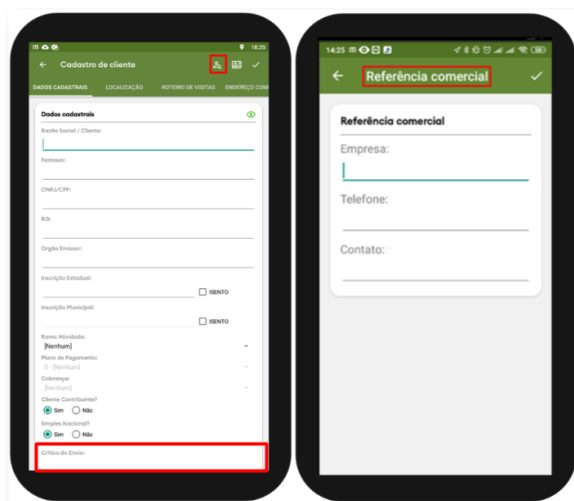 18:35
Cadastro de cliente
DADOS CADASTRAIS LOCALIZAÇÃO ROTEIRO DE VISITAS ENDEREÇO COM
Dados cadastrais
Razão Social / Cliente:
Fantasia:
CNPJ/CPF:
RG:
Orgão Emissor:
Inscrição Estadual:
ISENTO
Inscrição Municipal:
ISENTO
Ramo Atividade:
[Nenhum]
Plano de Pagamento:
0 - [Nenhum]
Cobrança:
[Nenhum]
Cliente Contribuinte?
Sim Não
Simples Nacional?
Sim Não
Crítica de Envio:
14:25
Referência comercial
Referência comercial
Empresa:
Telefone:
Contato: